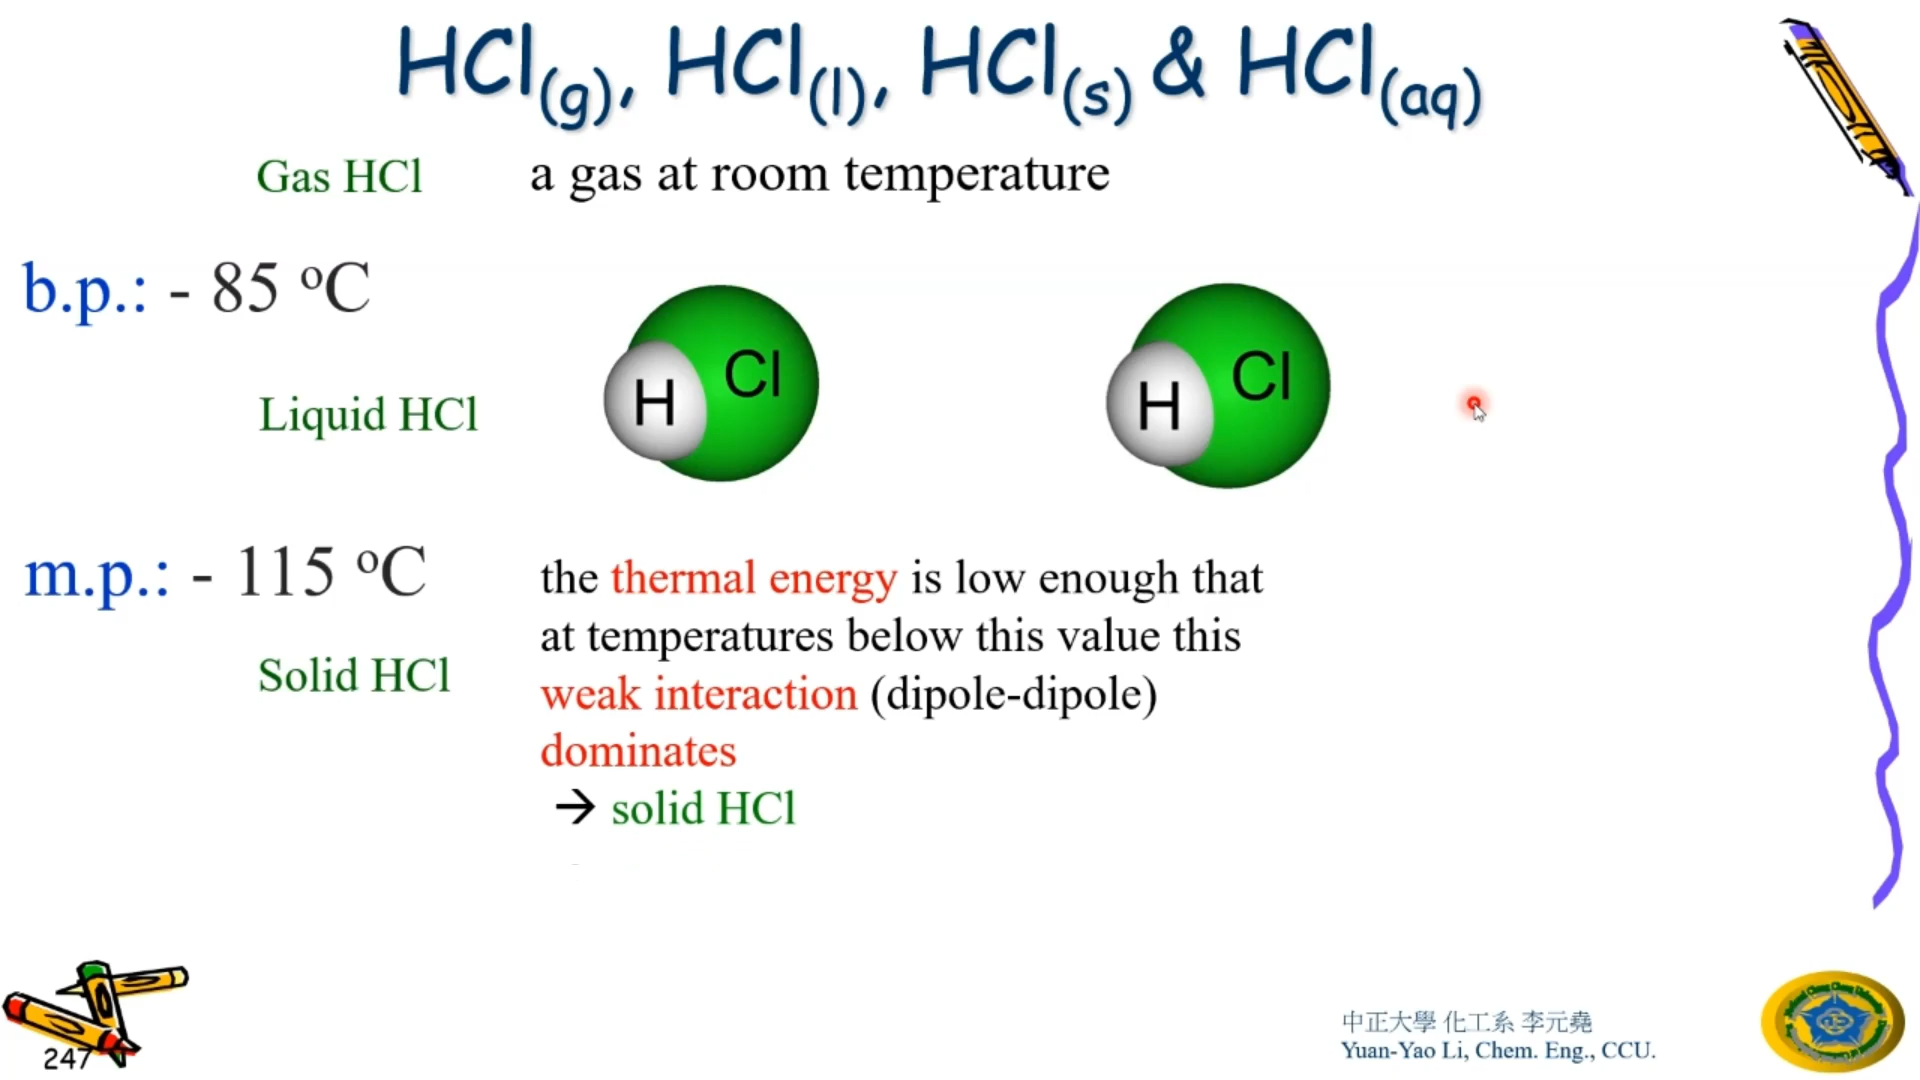 HCl(g), HCl(l), HCl(s) & HCl(aq)
Gas HCl
a gas at room temperature
b.p.: - 85 °C
H Cl
H Cl
Liquid HCl
m.p.: - 115 °C
the thermal energy is low enough that
at temperatures below this value this
weak interaction (dipole-dipole)
dominates
→ solid HCl
Solid HCl
247
中正大學 化工系 李元堯
Yuan-Yao Li, Chem. Eng., CCU.